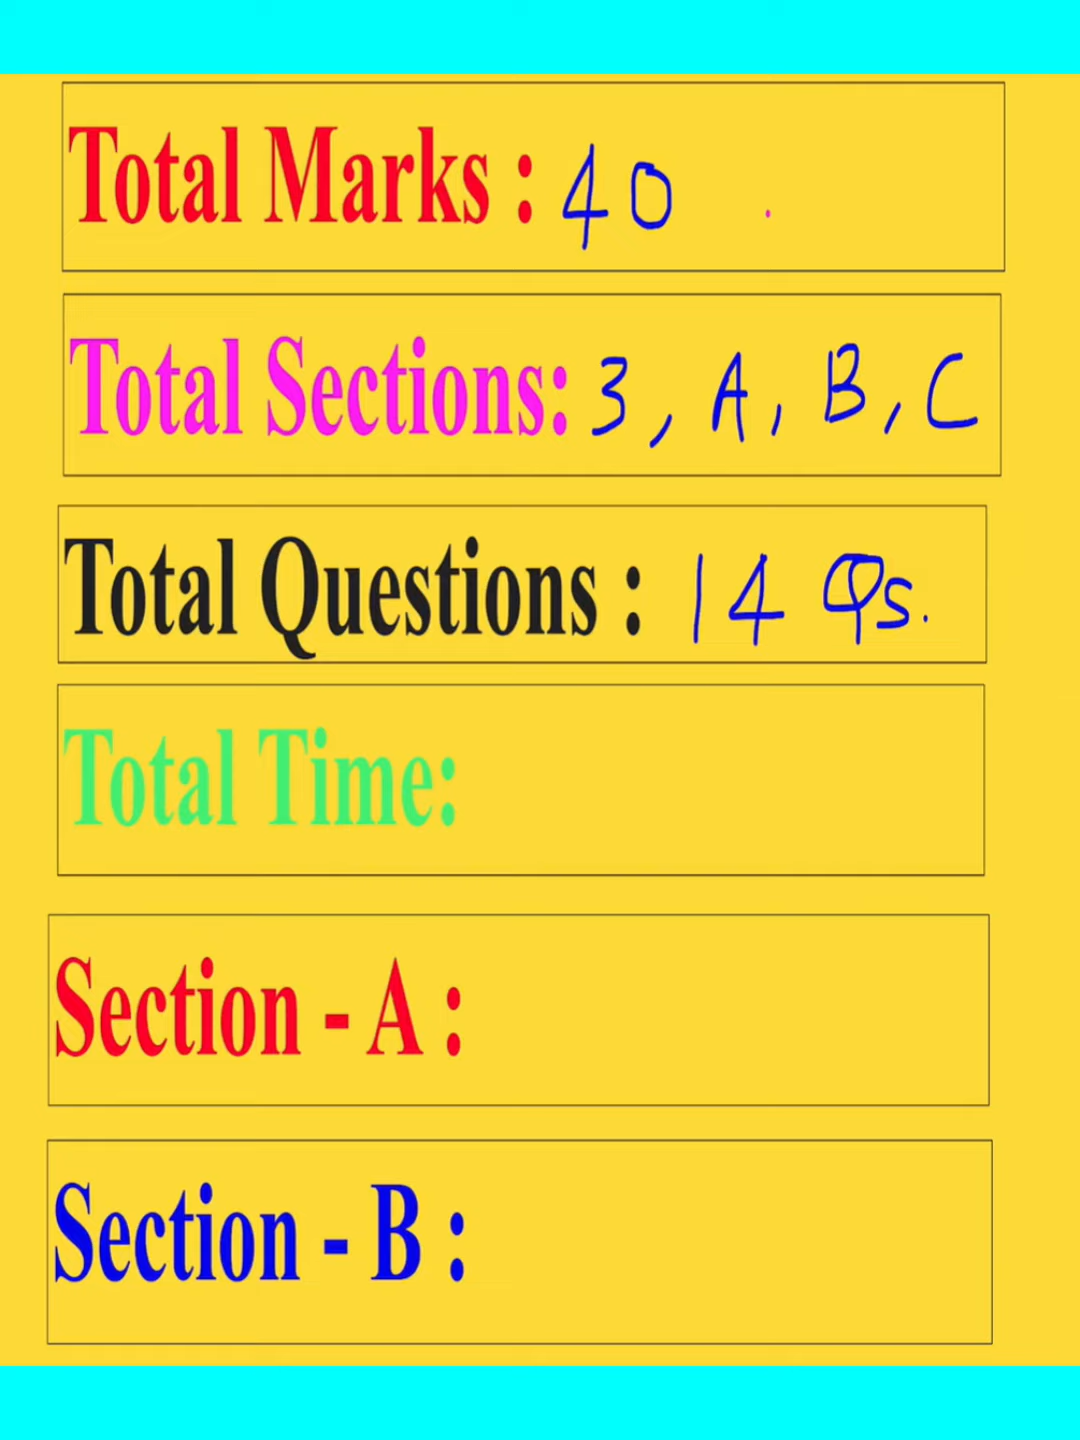 Total Marks : 40
Total Sections: 3, A, B, C
Total Questions : 14 Qs.
Total Time:
Section - A :
Section - B :